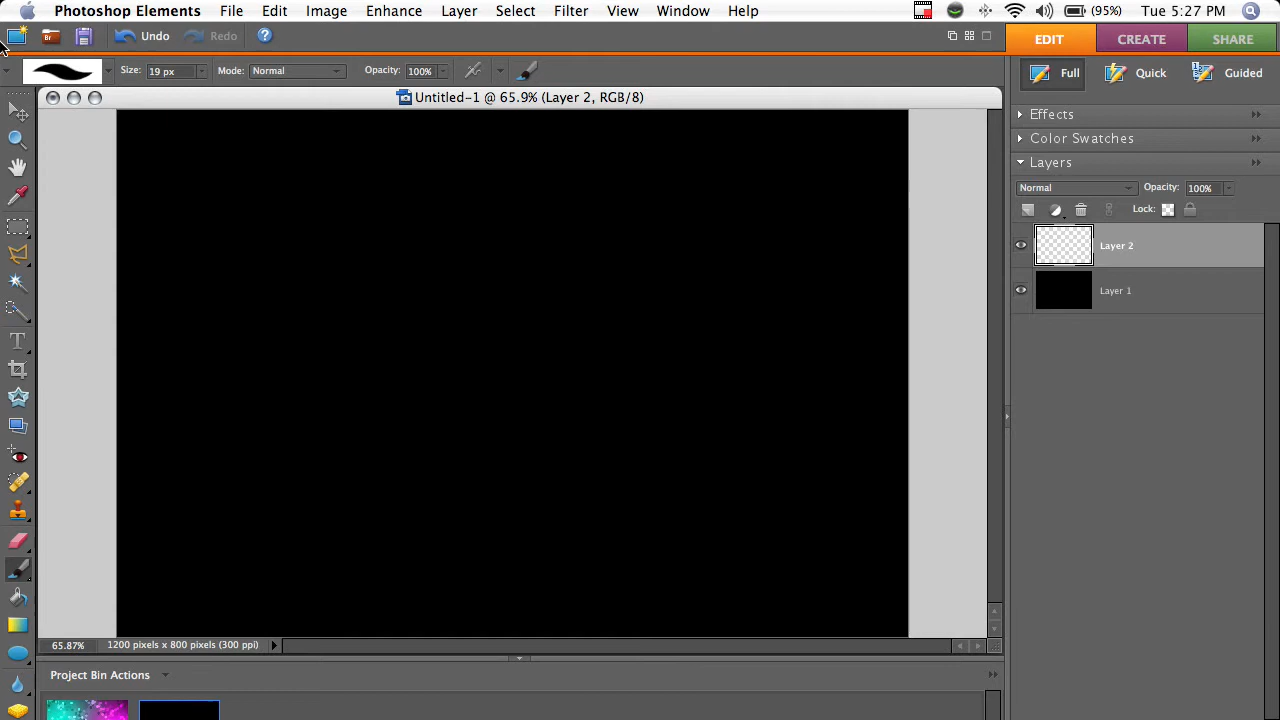 Photoshop Elements File Edit Image Enhance Layer Select Filter View Window Help (95%) Tue 5:27 PM
Br Undo Redo ? EDIT CREATE SHARE
Size: 19 px Mode: Normal Opacity: 100% Full Quick Guided
Untitled-1 @ 65.9% (Layer 2, RGB/8)
Effects
Color Swatches
Layers
Normal Opacity: 100%
Lock:
Layer 2
Layer 1
T
65.87% 1200 pixels x 800 pixels (300 ppi)
Project Bin Actions